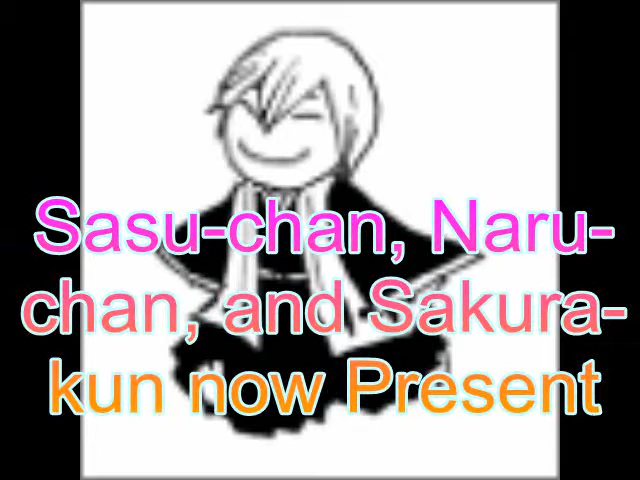 Sasu-chan, Naru-
chan, and Sakura-
kun now Present